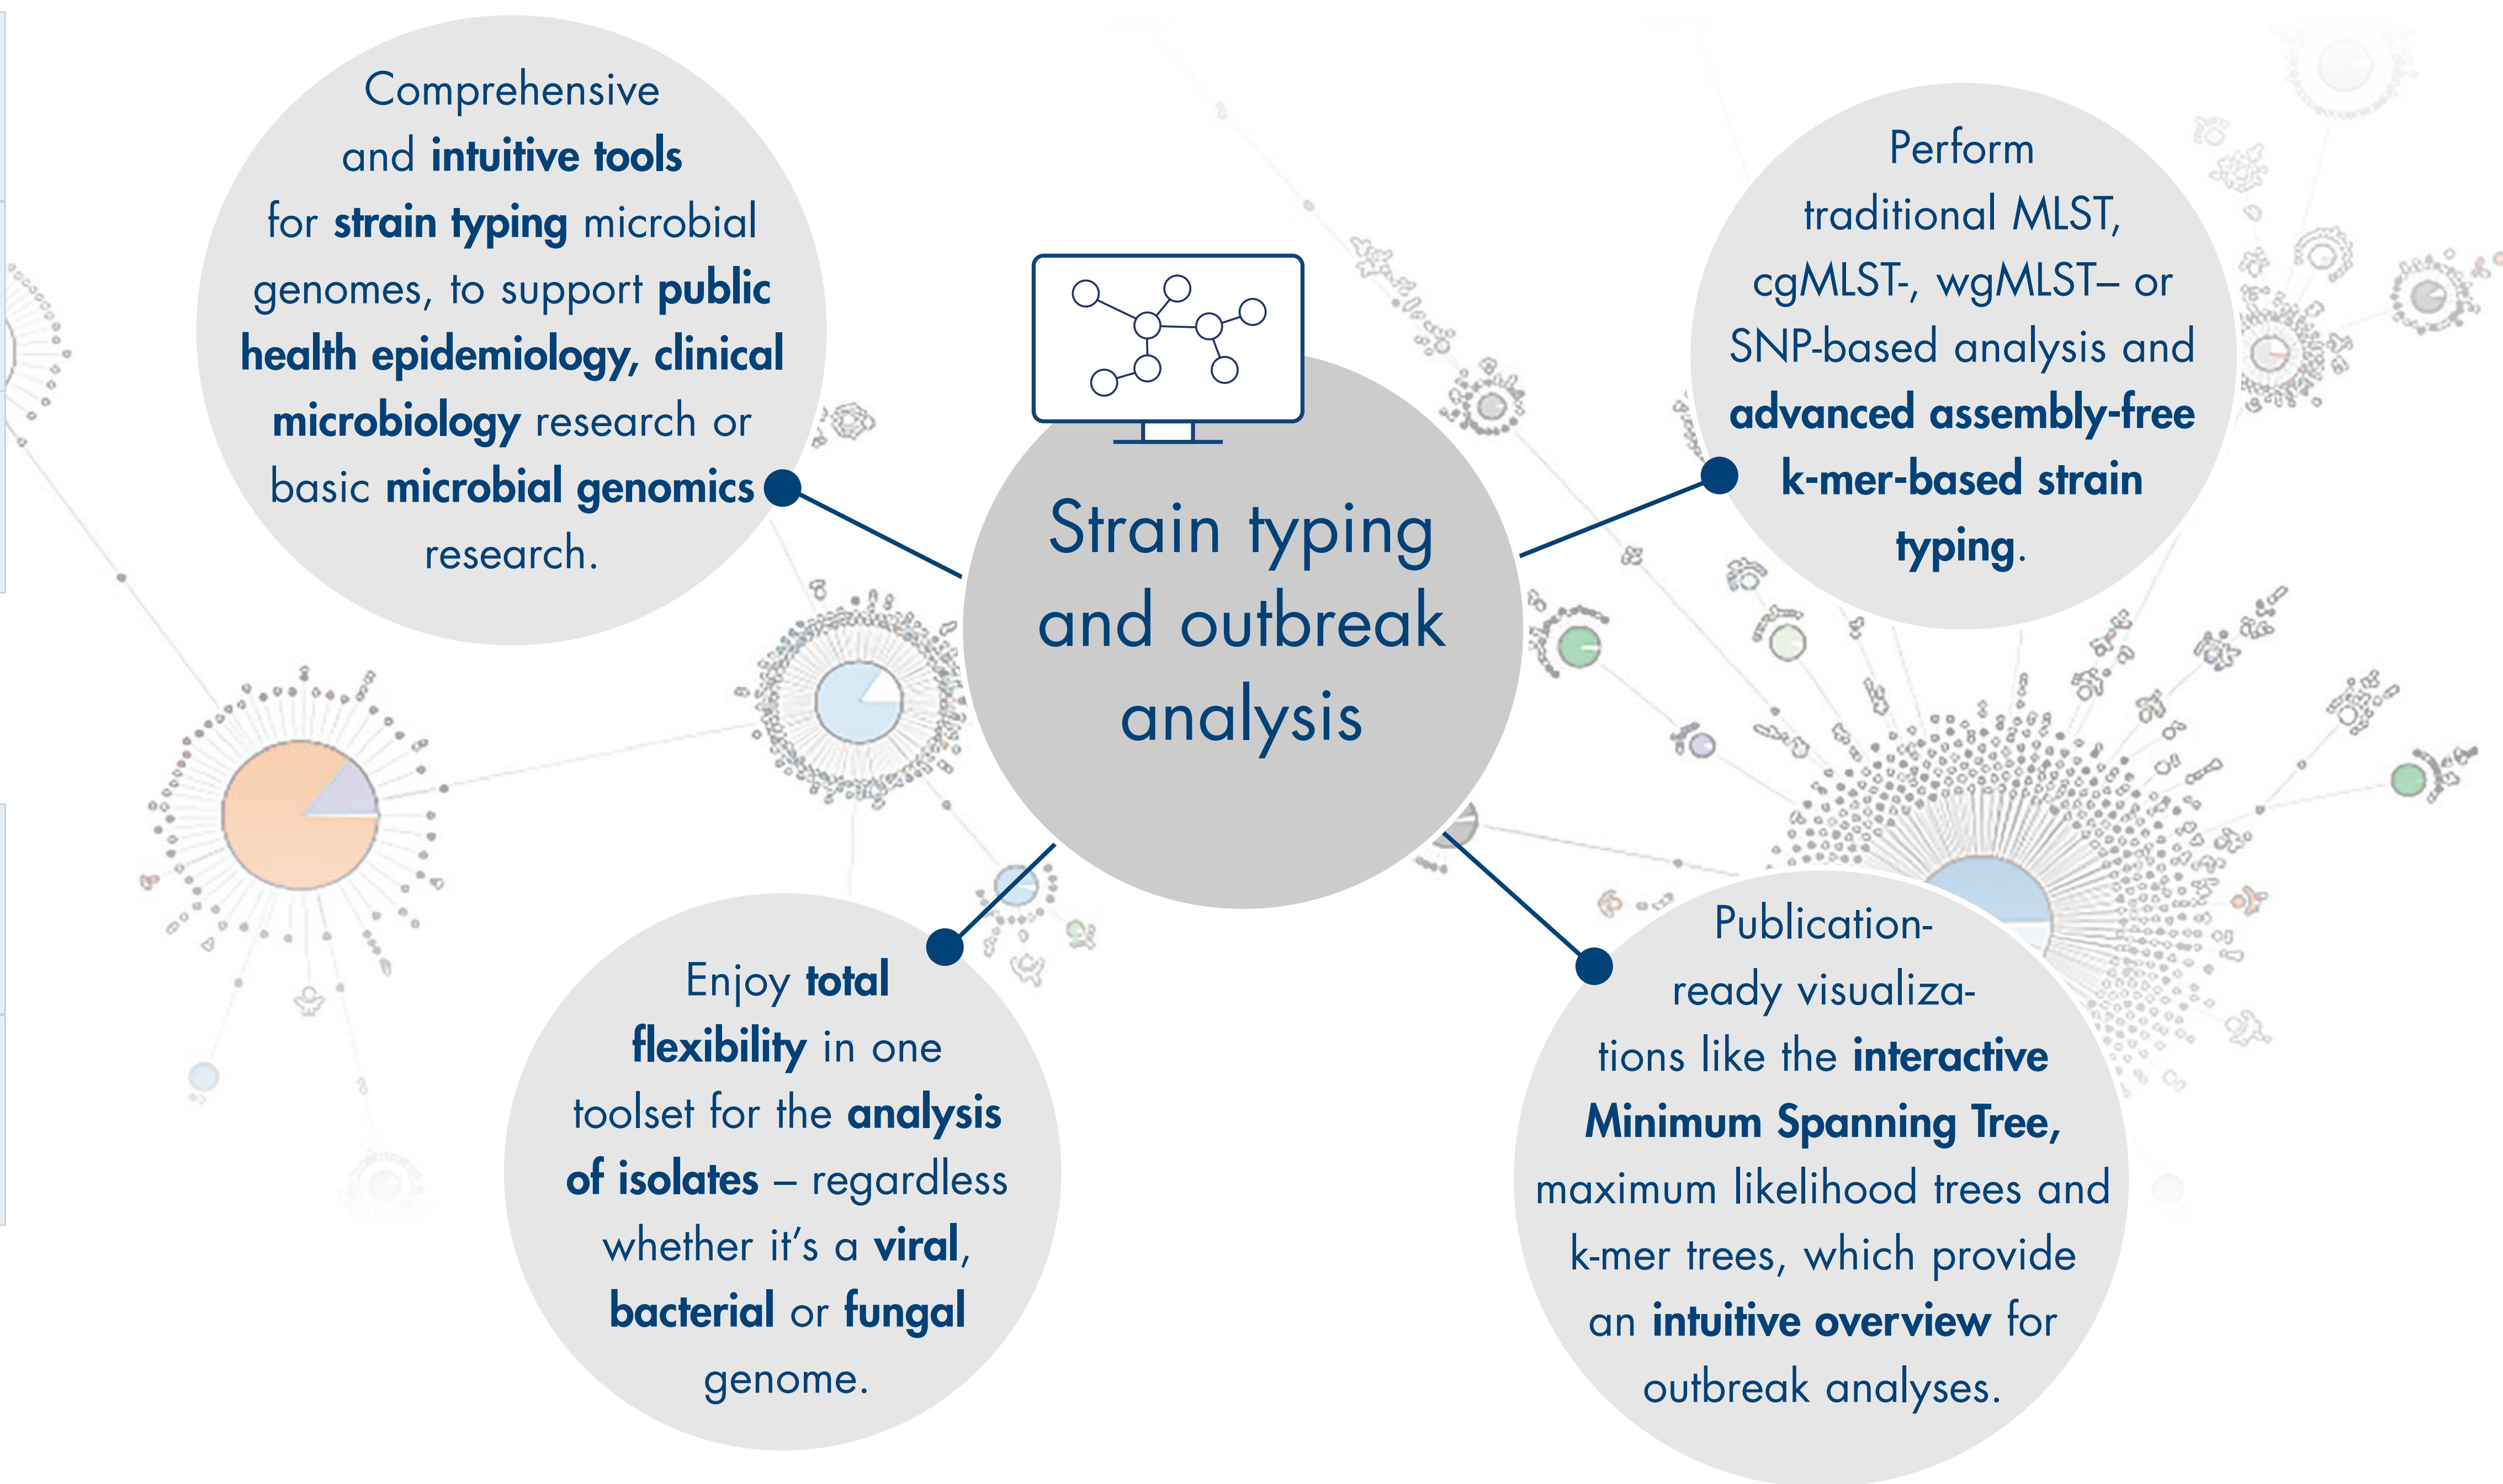 Comprehensive
and intuitive tools
for strain typing microbial
genomes, to support public
health epidemiology, clinical
microbiology research or
basic microbial genomics
research.
Perform
traditional MLST,
cgMLST-, wgMLST– or
SNP-based analysis and
advanced assembly-free
k-mer-based strain
typing.
Strain typing
and outbreak
analysis
Enjoy total
flexibility in one
toolset for the analysis
of isolates – regardless
whether it’s a viral,
bacterial or fungal
genome.
Publication-
ready visualiza-
tions like the interactive
Minimum Spanning Tree,
maximum likelihood trees and
k-mer trees, which provide
an intuitive overview for
outbreak analyses.